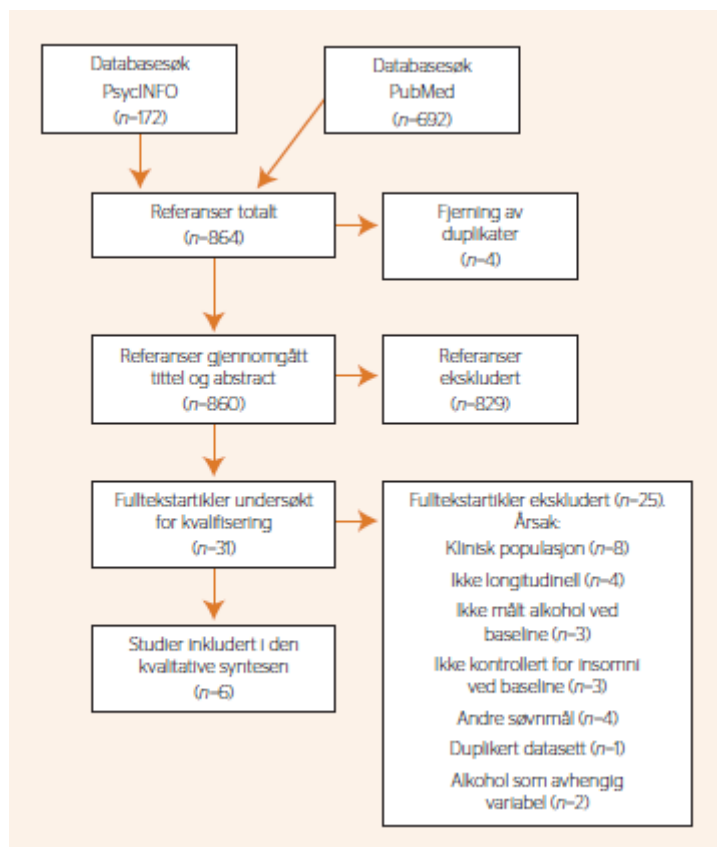 Databasesøk
PsycINFO
(n=172)
Databasesøk
PubMed
(n=692)
Referanser totalt
(n=864)
Fjerning av
duplikater
(n=4)
Referanser gjennomgått
tittel og abstract
(n=860)
Referanser
ekskludert
(n=829)
Fulltekstartikler undersøkt
for kvalifisering
(n=31)
Fulltekstartikler ekskludert (n=25).
Årsak:
Klinisk populasjon (n=8)
Ikke longitudinell (n=4)
Ikke målt alkohol ved
baseline (n=3)
Ikke kontrollert for insomni
ved baseline (n=3)
Andre søvnmål (n=4)
Duplikert datasett (n=1)
Alkohol som avhengig
variabel (n=2)
Studier inkludert i den
kvalitative syntesen
(n=6)